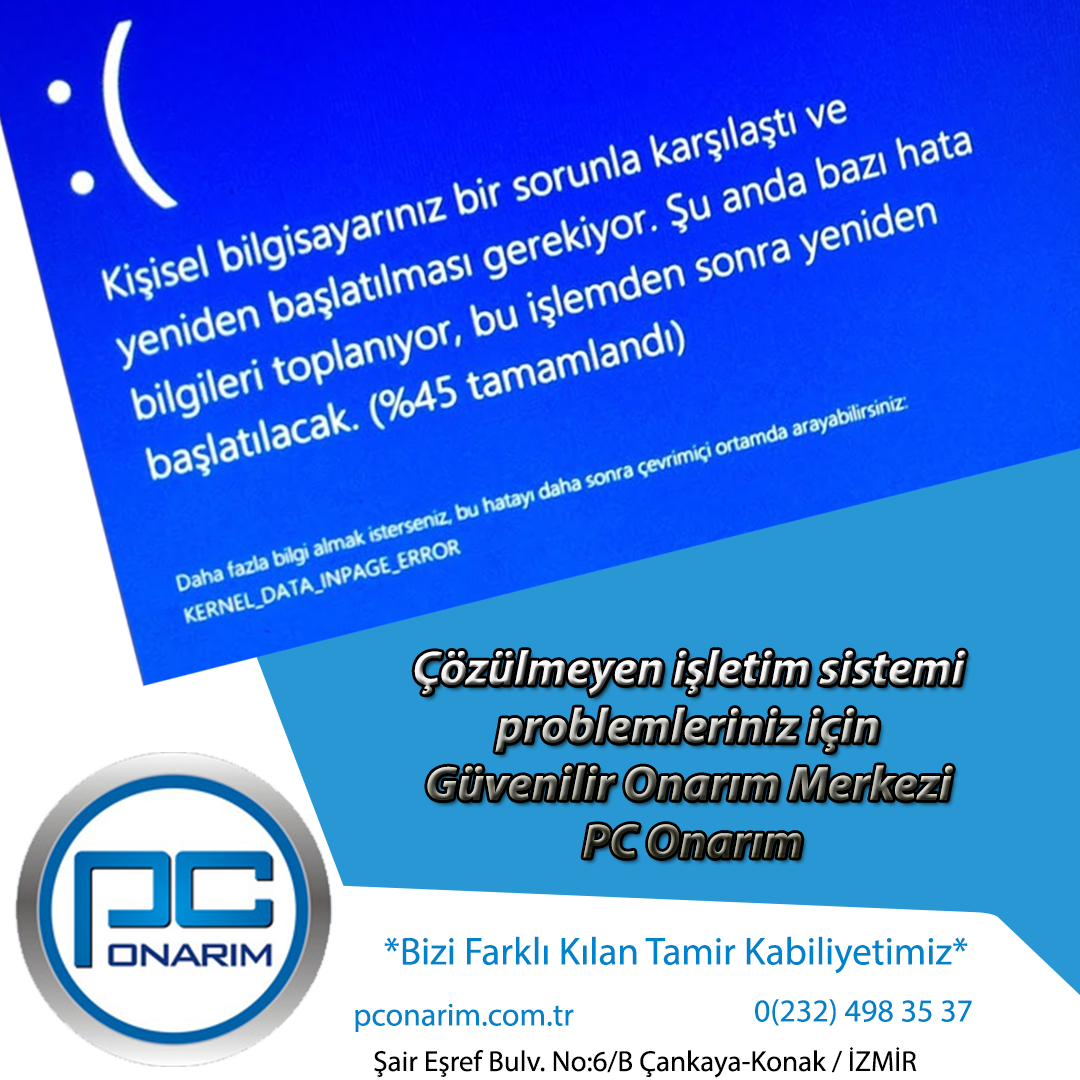 :(
Kişisel bilgisayarınız bir sorunla karşılaştı ve
yeniden başlatılması gerekiyor. Şu anda bazı hata
bilgileri toplanıyor, bu işlemden sonra yeniden
başlatılacak. (%45 tamamlandı)
Daha fazla bilgi almak isterseniz, bu hatayı daha sonra çevrimiçi ortamda arayabilirsiniz:
KERNEL_DATA_INPAGE_ERROR
Çözülmeyen işletim sistemi
problemleriniz için
Güvenilir Onarım Merkezi
PC Onarım
PC
ONARIM
*Bizi Farklı Kılan Tamir Kabiliyetimiz*
pconarim.com.tr
0(232) 498 35 37
Şair Eşref Bulv. No:6/B Çankaya-Konak / İZMİR